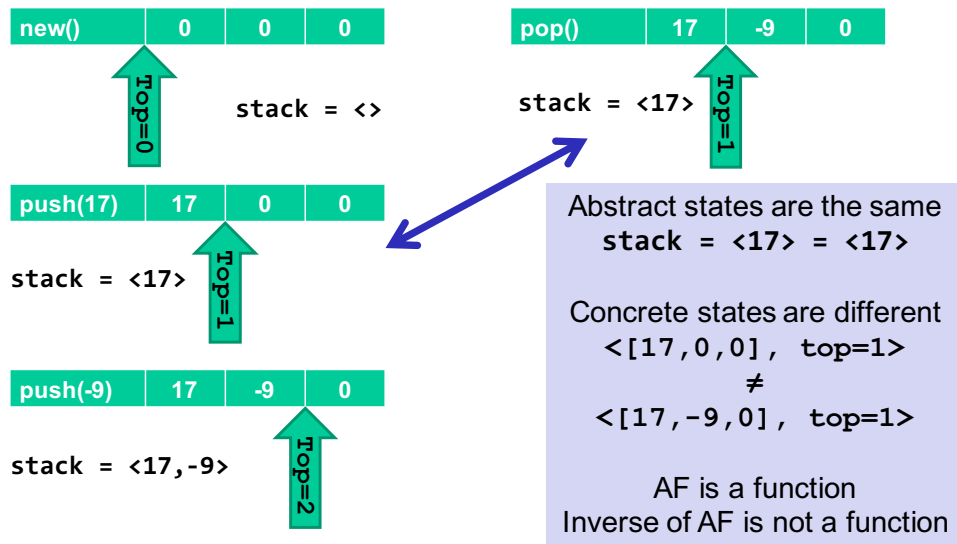 new() 0 0 0
Top=0
stack = <>
push(17) 17 0 0
Top=1
stack = <17>
push(-9) 17 -9 0
Top=2
stack = <17,-9>
pop() 17 -9 0
Top=1
stack = <17>
Abstract states are the same
stack = <17> = <17>
Concrete states are different
<[17,0,0], top=1>
≠
<[17,-9,0], top=1>
AF is a function
Inverse of AF is not a function